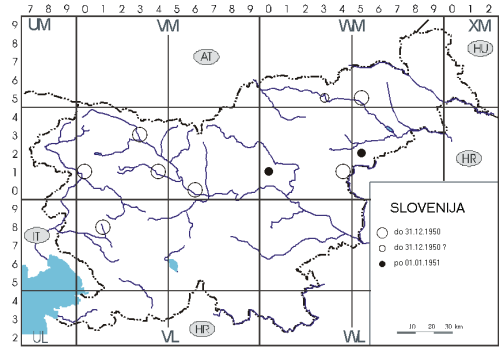 UM VM WM XM
9
8
7
6
5
4
3
2
1
0
9
8
7
6
5
4
3
2
AT
HU
HR
IT
HR
SLOVENIJA
do 31.12.1950
do 31.12.1950 ?
po 01.01.1951
10 20 30 km
UL VL WL
7 8 9 0 1 2 3 4 5 6 7 8 9 0 1 2 3 4 5 6 7 8 9 0 1 2